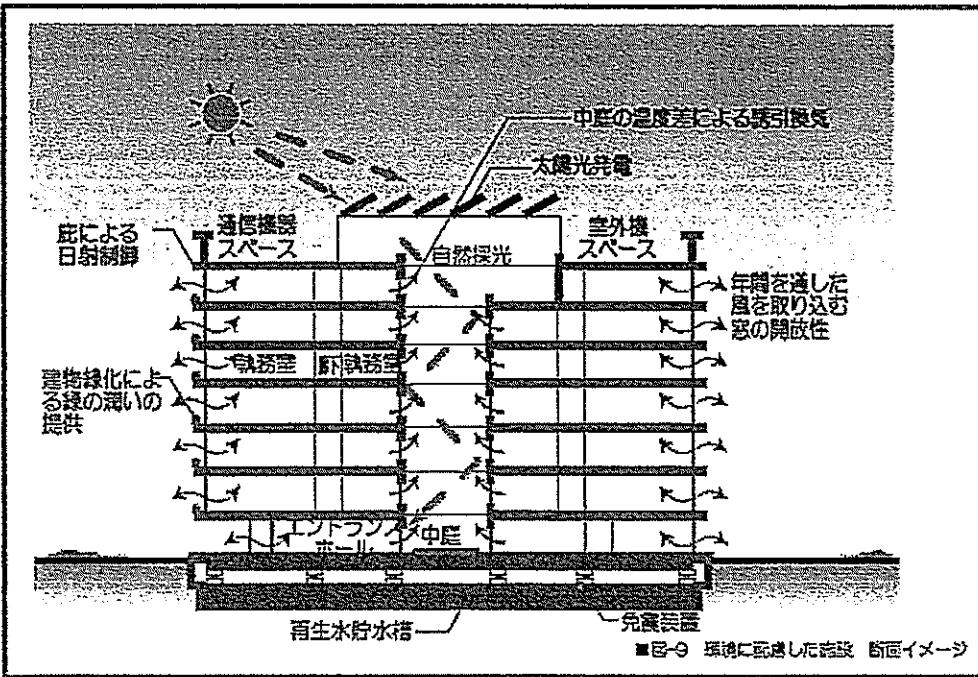 中庭の温度差による誘引換気
太陽光発電
通信機器
スペース
室外機
スペース
庇による
日射制御
自然採光
年間を通した
風を取り込む
窓の開放性
執務室
廊下
執務室
建物緑化によ
る緑の潤いの
提供
エントランス
ホール
中庭
再生水貯水槽
免震装置
■図-9 環境に配慮した施設 断面イメージ